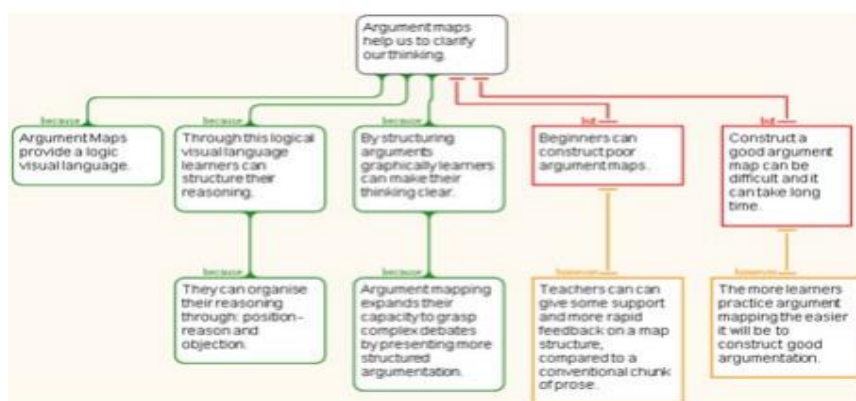 Argument maps
help us to clarify
our thinking.
because
because
because
but
but
Argument Maps
provide a logic
visual language.
Through this logical
visual language
learners can
structure their
reasoning.
By structuring
arguments
graphically learners
can make their
thinking clear.
Beginners can
construct poor
argument maps.
Construct a
good argument
map can be
difficult and it
can take long
time.
because
because
however
however
They can organise
their reasoning
through: position-
reason and
objection.
Argument mapping
expands their
capacity to grasp
complex debates
by presenting more
structured
argumentation.
Teachers can can
give some support
and more rapid
feedback on a map
structure,
compared to a
conventional chunk
of prose.
The more learners
practice argument
mapping the easier
it will be to
construct good
argumentation.